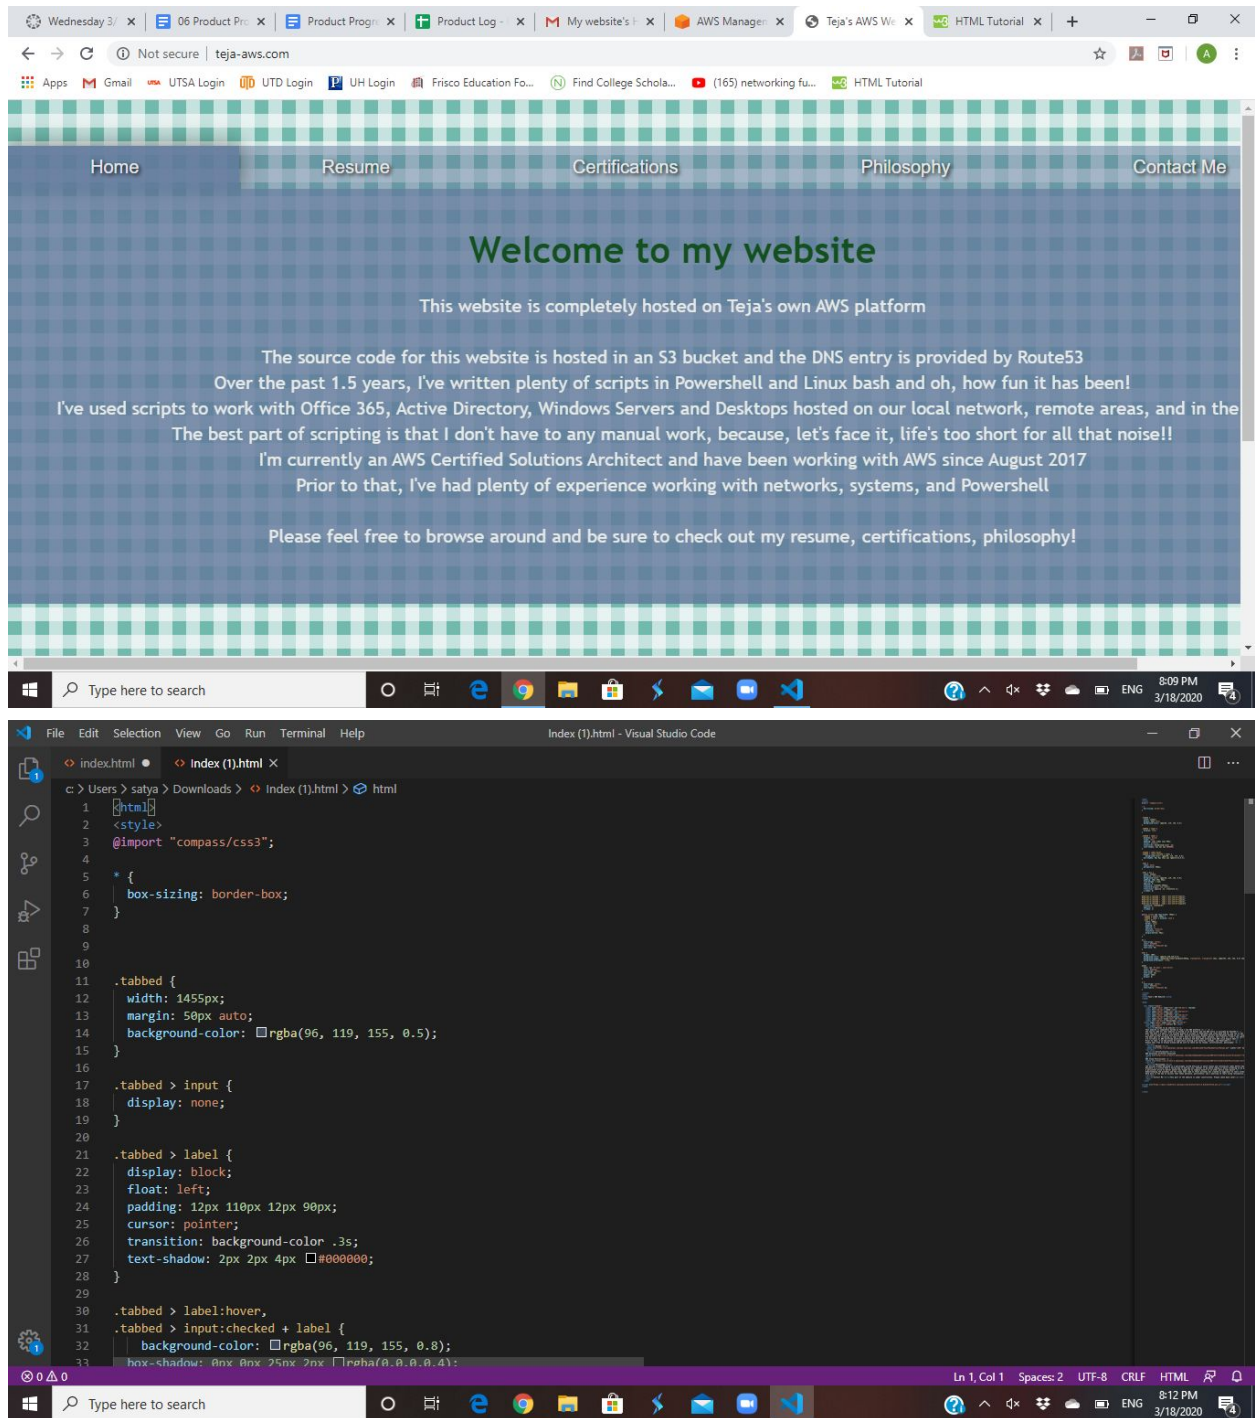 Wednesday 3/
06 Product Pro
Product Progr
Product Log -
My website's H
AWS Managem
Teja's AWS We
HTML Tutorial
Not secure | teja-aws.com
Apps
Gmail
UTSA Login
UTD Login
UH Login
Frisco Education Fo...
Find College Schola...
(165) networking fu...
HTML Tutorial
Home
Resume
Certifications
Philosophy
Contact Me
Welcome to my website
This website is completely hosted on Teja's own AWS platform
The source code for this website is hosted in an S3 bucket and the DNS entry is provided by Route53
Over the past 1.5 years, I've written plenty of scripts in Powershell and Linux bash and oh, how fun it has been!
I've used scripts to work with Office 365, Active Directory, Windows Servers and Desktops hosted on our local network, remote areas, and in the
The best part of scripting is that I don't have to any manual work, because, let's face it, life's too short for all that noise!!
I'm currently an AWS Certified Solutions Architect and have been working with AWS since August 2017
Prior to that, I've had plenty of experience working with networks, systems, and Powershell
Please feel free to browse around and be sure to check out my resume, certifications, philosophy!
Type here to search
ENG
8:09 PM
3/18/2020
File Edit Selection View Go Run Terminal Help
Index (1).html - Visual Studio Code
index.html
Index (1).html
c: > Users > satya > Downloads > Index (1).html > html
1 <html>
2 <style>
3 @import "compass/css3";
4
5 * {
6 box-sizing: border-box;
7 }
8
9
10
11 .tabbed {
12 width: 1455px;
13 margin: 50px auto;
14 background-color: rgba(96, 119, 155, 0.5);
15 }
16
17 .tabbed > input {
18 display: none;
19 }
20
21 .tabbed > label {
22 display: block;
23 float: left;
24 padding: 12px 110px 12px 90px;
25 cursor: pointer;
26 transition: background-color .3s;
27 text-shadow: 2px 2px 4px #000000;
28 }
29
30 .tabbed > label:hover,
31 .tabbed > input:checked + label {
32 background-color: rgba(96, 119, 155, 0.8);
33 box-shadow: 0px 0px 25px 2px rgba(0,0,0,0.4);
0 0
Ln 1, Col 1 Spaces: 2 UTF-8 CRLF HTML
Type here to search
ENG
8:12 PM
3/18/2020